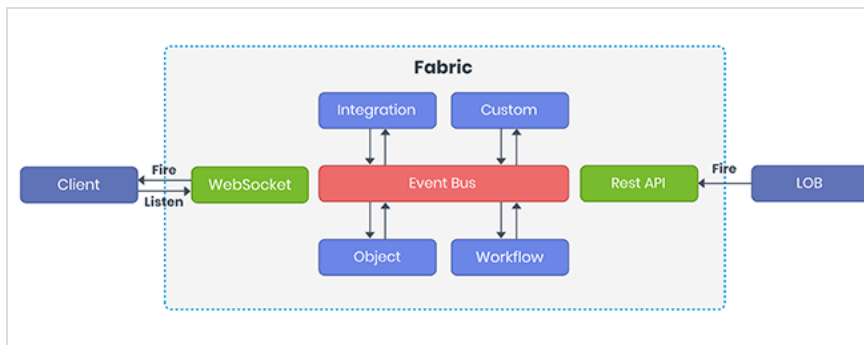 Fabric
Integration
Custom
Fire
Client
WebSocket
Event Bus
Rest API
Fire
LOB
Listen
Object
Workflow